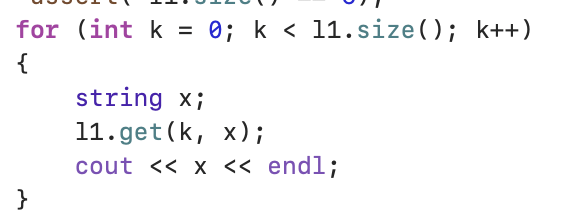 for (int k = 0; k < l1.size(); k++)
{
    string x;
    l1.get(k, x);
    cout << x << endl;
}